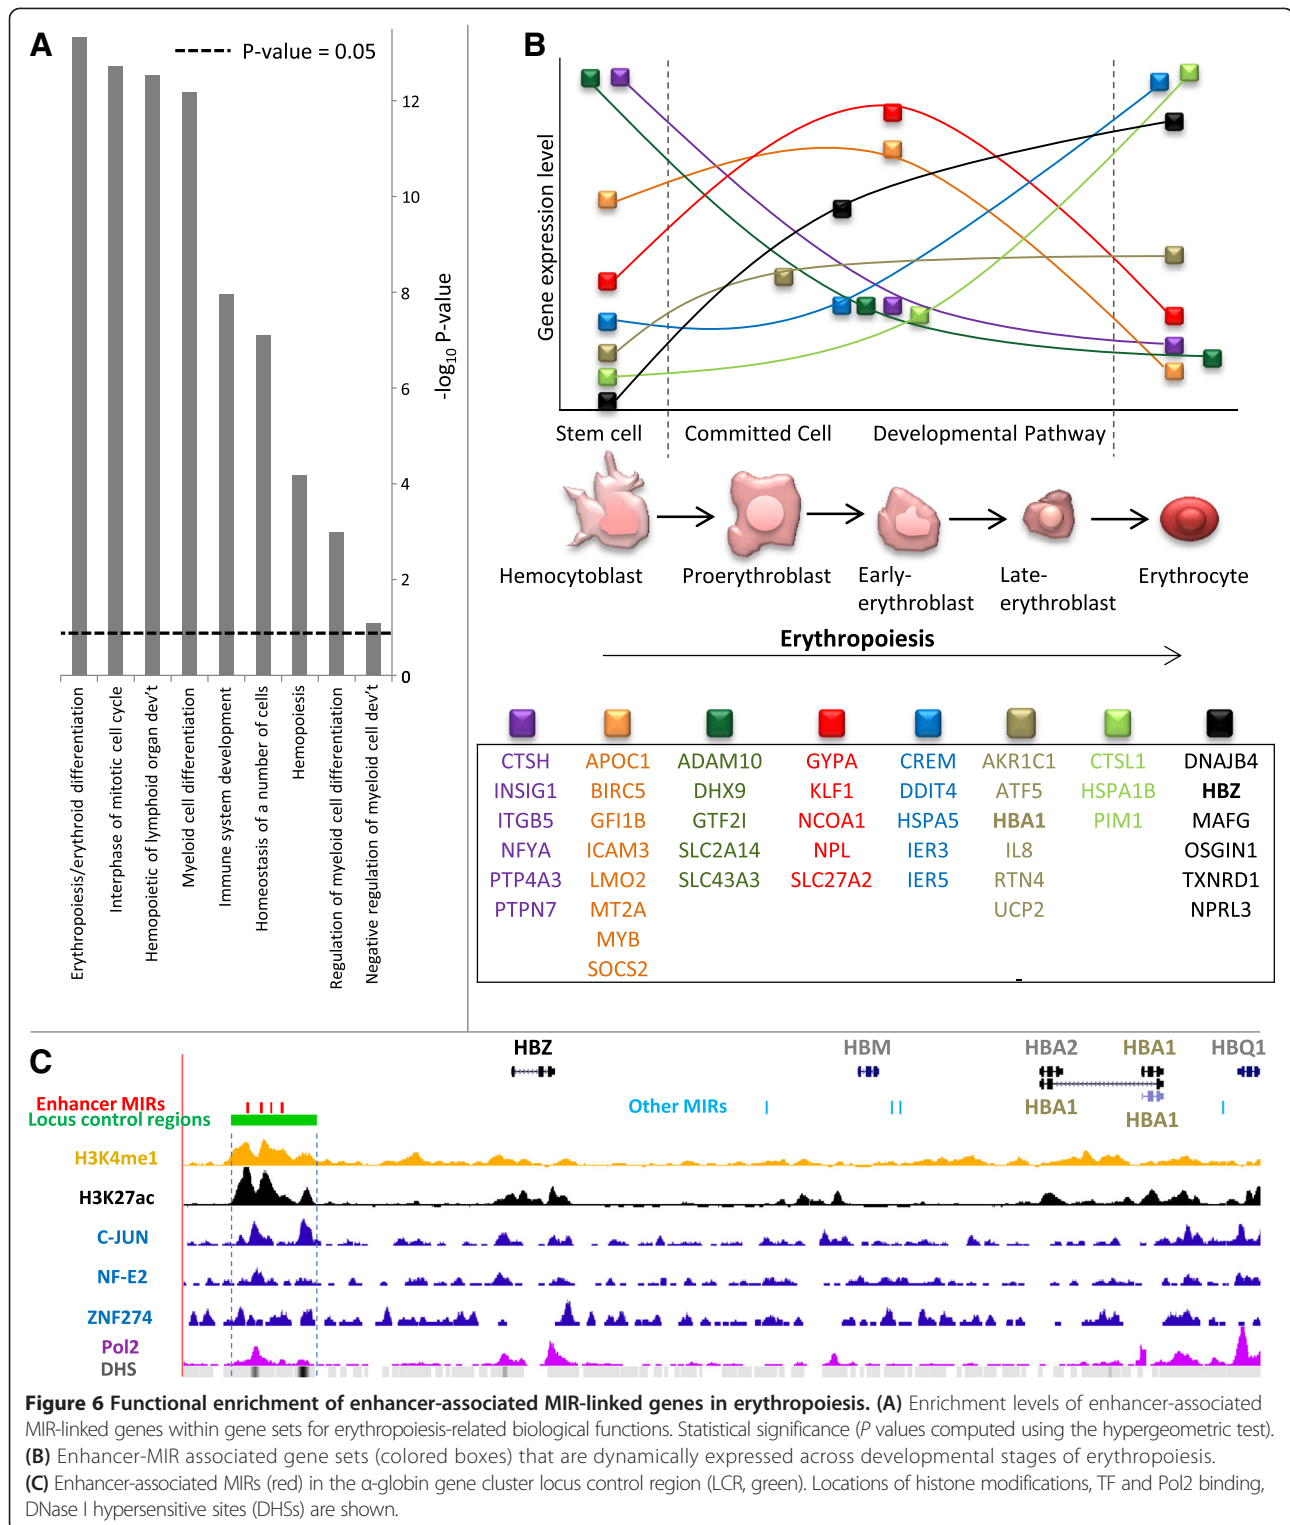 A
P-value = 0.05
12
10
8
6
4
2
0
-log10 P-value
Erythropoiesis/erythroid differentiation
Interphase of mitotic cell cycle
Hemopoietic of lymphoid organ dev't
Myeloid cell differentiation
Immune system development
Homeostasis of a number of cells
Hemopoiesis
Regulation of myeloid cell differentiation
Negative regulation of myeloid cell dev't
B
Gene expression level
Stem cell
Committed Cell
Developmental Pathway
Hemocytoblast
Proerythroblast
Early-
erythroblast
Late-
erythroblast
Erythrocyte
Erythropoiesis
CTSH APOC1 ADAM10 GYPA CREM AKR1C1 CTSL1 DNAJB4
INSIG1 BIRC5 DHX9 KLF1 DDIT4 ATF5 HSPA1B HBZ
ITGB5 GFI1B GTF2I NCOA1 HSPA5 HBA1 PIM1 MAFG
NFYA ICAM3 SLC2A14 NPL IER3 IL8 OSGIN1
PTP4A3 LMO2 SLC43A3 SLC27A2 IER5 RTN4 TXNRD1
PTPN7 MT2A UCP2 NPRL3
MYB
SOCS2
C
HBZ HBM HBA2 HBA1 HBQ1
Enhancer MIRs
Other MIRs
HBA1
HBA1
Locus control regions
H3K4me1
H3K27ac
C-JUN
NF-E2
ZNF274
Pol2
DHS
Figure 6 Functional enrichment of enhancer-associated MIR-linked genes in erythropoiesis. (A) Enrichment levels of enhancer-associated
MIR-linked genes within gene sets for erythropoiesis-related biological functions. Statistical significance (P values computed using the hypergeometric test).
(B) Enhancer-MIR associated gene sets (colored boxes) that are dynamically expressed across developmental stages of erythropoiesis.
(C) Enhancer-associated MIRs (red) in the α-globin gene cluster locus control region (LCR, green). Locations of histone modifications, TF and Pol2 binding,
DNase I hypersensitive sites (DHSs) are shown.